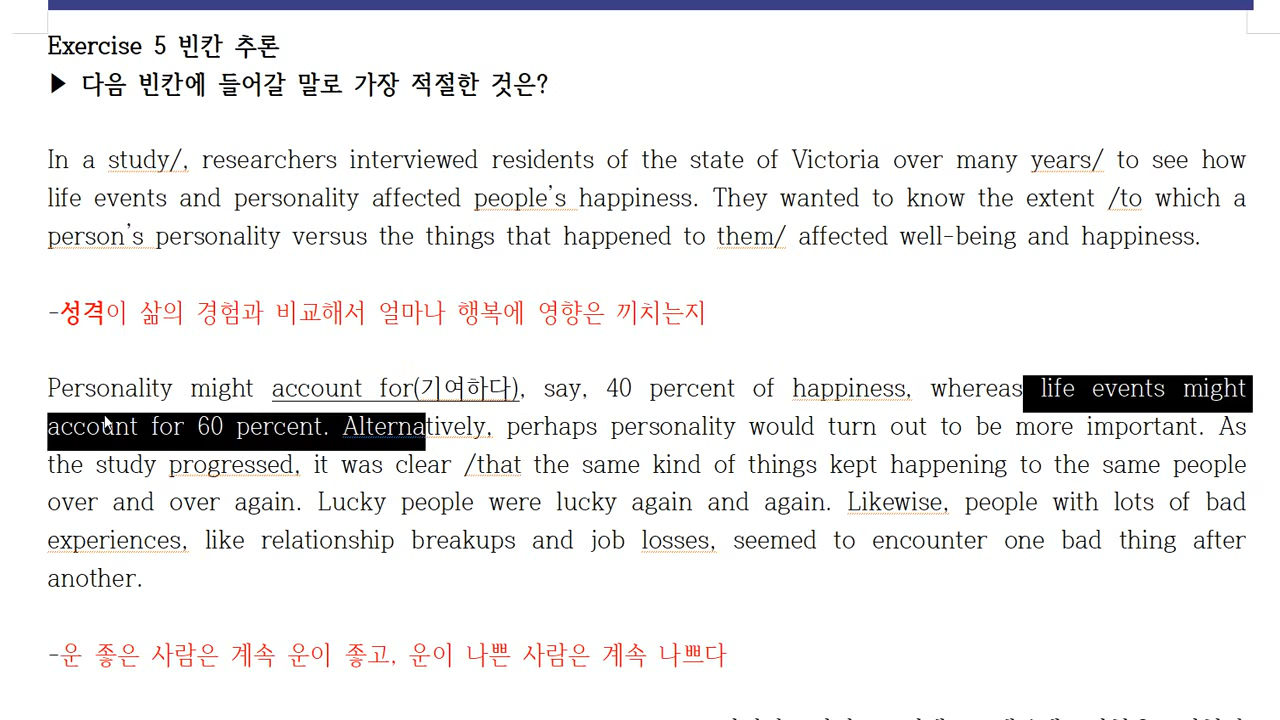 Exercise 5 빈칸 추론
▶ 다음 빈칸에 들어갈 말로 가장 적절한 것은?
In a study/, researchers interviewed residents of the state of Victoria over many years/ to see how
life events and personality affected people's happiness. They wanted to know the extent /to which a
person's personality versus the things that happened to them/ affected well-being and happiness.
-성격이 삶의 경험과 비교해서 얼마나 행복에 영향은 끼치는지
Personality might account for(기여하다), say, 40 percent of happiness, whereas life events might
account for 60 percent. Alternatively, perhaps personality would turn out to be more important. As
the study progressed, it was clear /that the same kind of things kept happening to the same people
over and over again. Lucky people were lucky again and again. Likewise, people with lots of bad
experiences, like relationship breakups and job losses, seemed to encounter one bad thing after
another.
-운 좋은 사람은 계속 운이 좋고, 운이 나쁜 사람은 계속 나쁘다